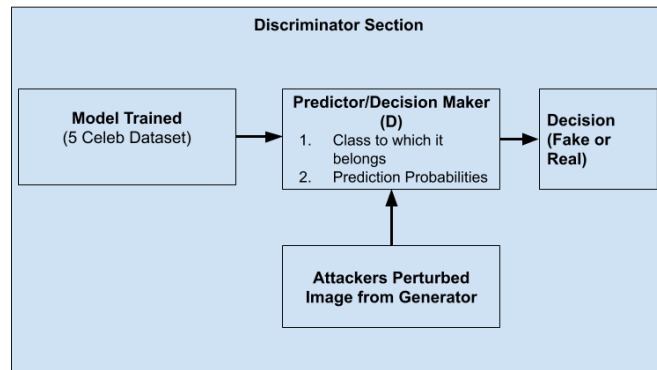 Discriminator Section
Model Trained
(5 Celeb Dataset)
Predictor/Decision Maker
(D)
1. Class to which it
belongs
2. Prediction Probabilities
Decision
(Fake or
Real)
Attackers Perturbed
Image from Generator